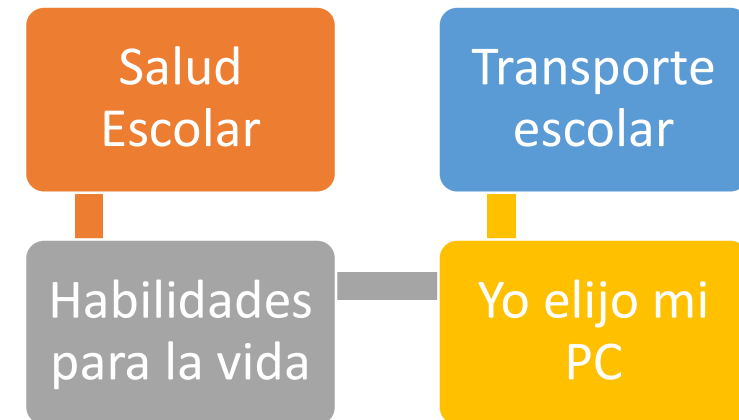 Salud
Escolar
Transporte
escolar
Habilidades
para la vida
Yo elijo mi
PC